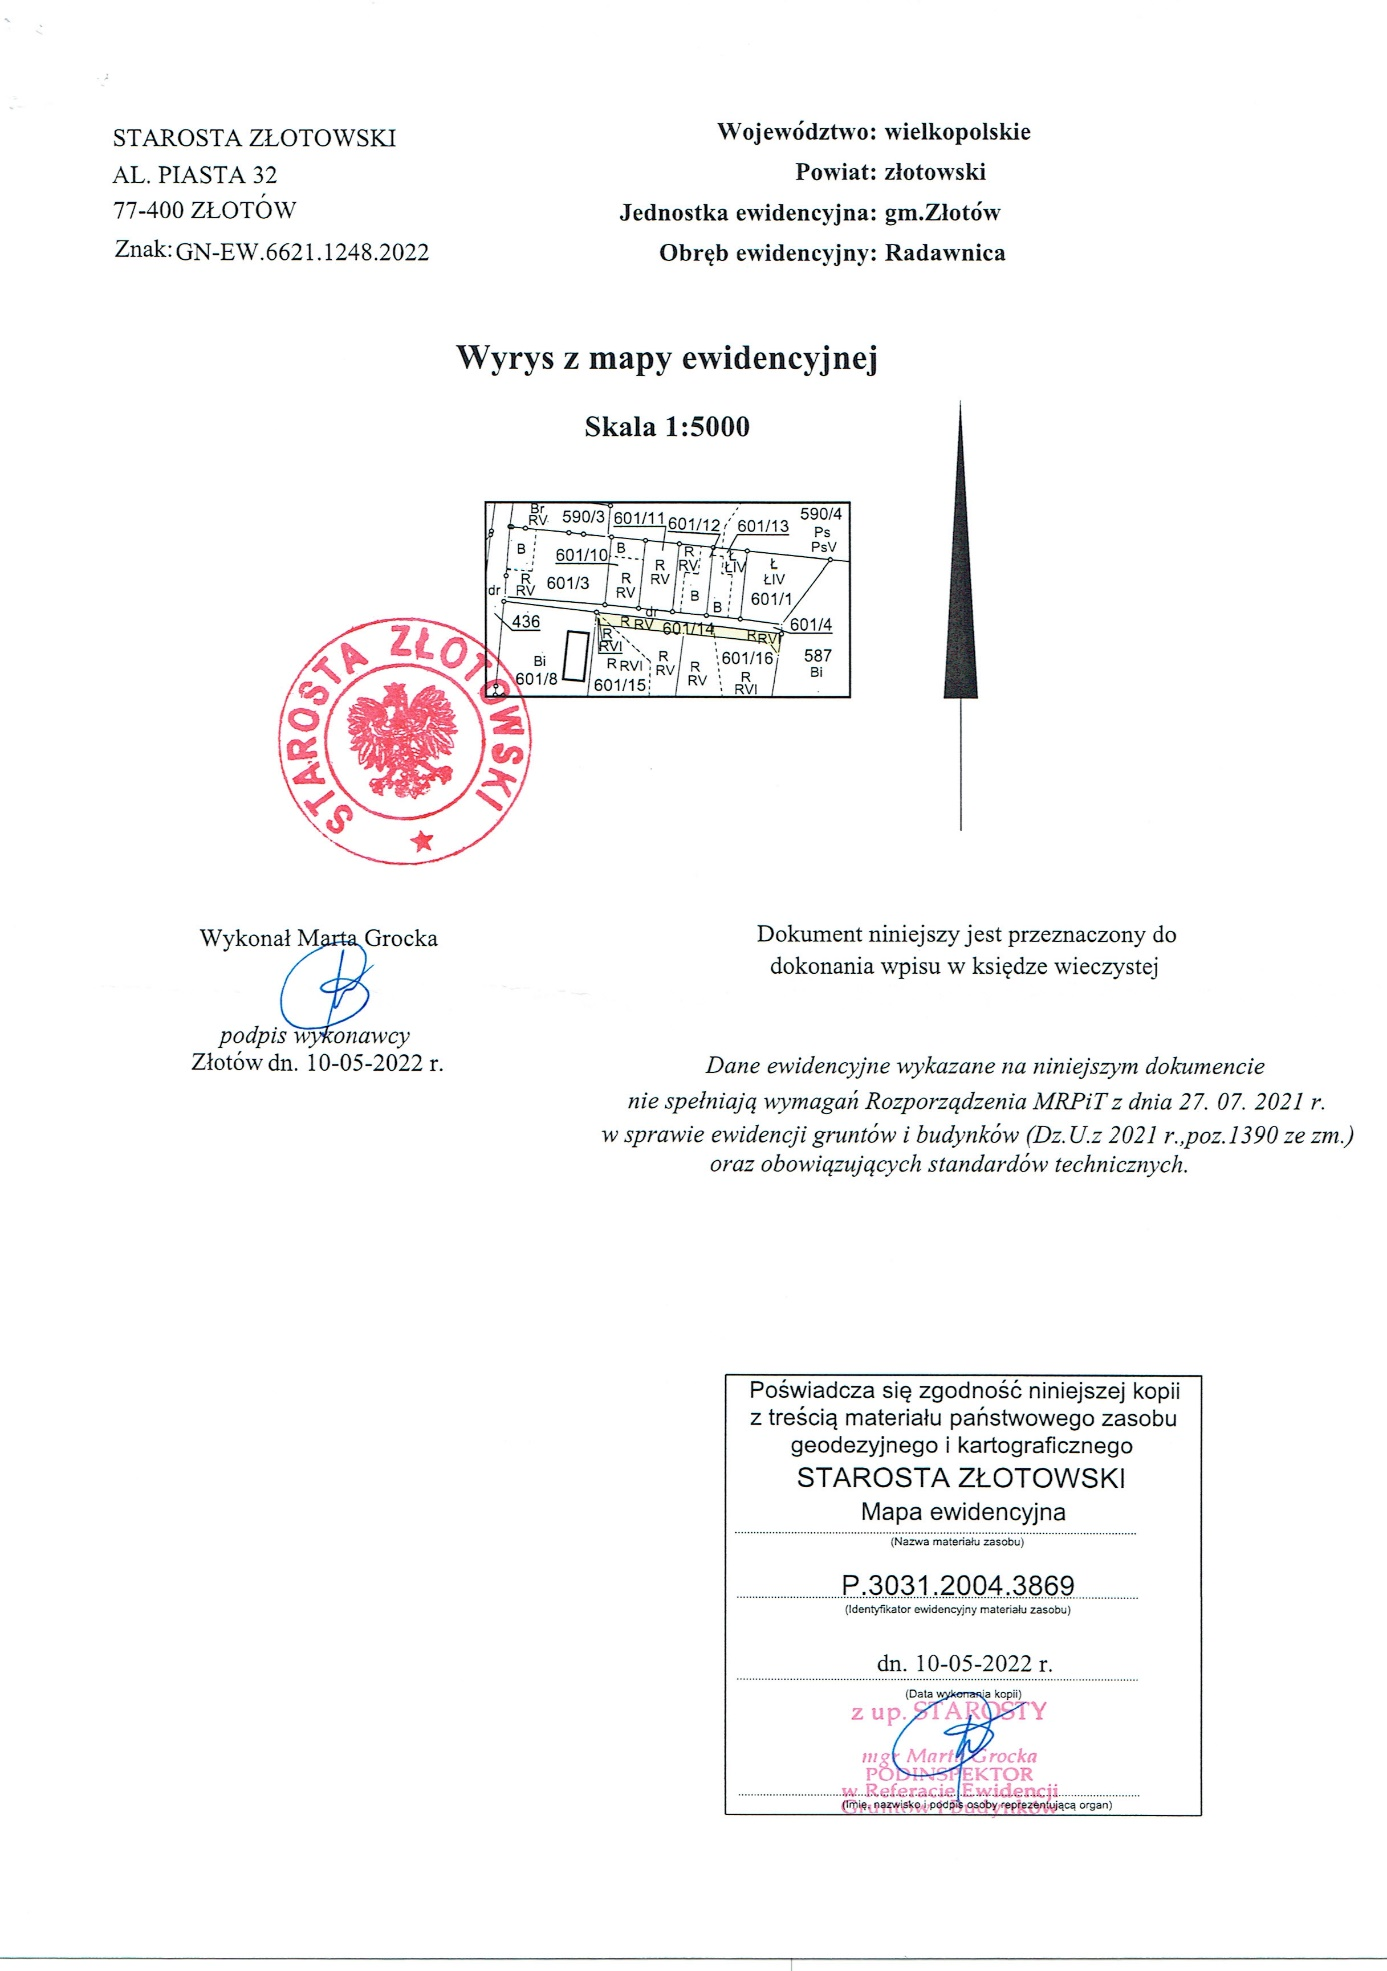 STAROSTA ZŁOTOWSKI
AL. PIASTA 32
77-400 ZŁOTÓW
Znak: GN-EW.6621.1248.2022
Województwo: wielkopolskie
Powiat: złotowski
Jednostka ewidencyjna: gm.Złotów
Obręb ewidencyjny: Radawnica
Wyrys z mapy ewidencyjnej
Skala 1:5000
Br
RV
590/3
601/11
601/12
601/13
590/4
Ps
PsV
B
601/10
B
R
RV
R
RV
Ł
ŁIV
Ł
ŁIV
R
RV
601/3
R
RV
B
B
601/1
dr
436
dr
R RV
601/14
R RVI
601/4
R
RVI
Bi
601/8
R RVI
601/15
R
RV
R
RV
601/16
R
RVI
587
Bi
STAROSTA ZŁOTOWSKI
Wykonał Marta Grocka
podpis wykonawcy
Złotów dn. 10-05-2022 r.
Dokument niniejszy jest przeznaczony do
dokonania wpisu w księdze wieczystej
Dane ewidencyjne wykazane na niniejszym dokumencie
nie spełniają wymagań Rozporządzenia MRPiT z dnia 27. 07. 2021 r.
w sprawie ewidencji gruntów i budynków (Dz.U.z 2021 r.,poz.1390 ze zm.)
oraz obowiązujących standardów technicznych.
Poświadcza się zgodność niniejszej kopii
z treścią materiału państwowego zasobu
geodezyjnego i kartograficznego
STAROSTA ZŁOTOWSKI
Mapa ewidencyjna
(Nazwa materiału zasobu)
P.3031.2004.3869
(Identyfikator ewidencyjny materiału zasobu)
dn. 10-05-2022 r.
(Data wykonania kopii)
z up. STAROSTY
mgr Marta Grocka
PODINSPEKTOR
w Referacie Ewidencji
Gruntów i Budynków
(Imię, nazwisko i podpis osoby reprezentującą organ)